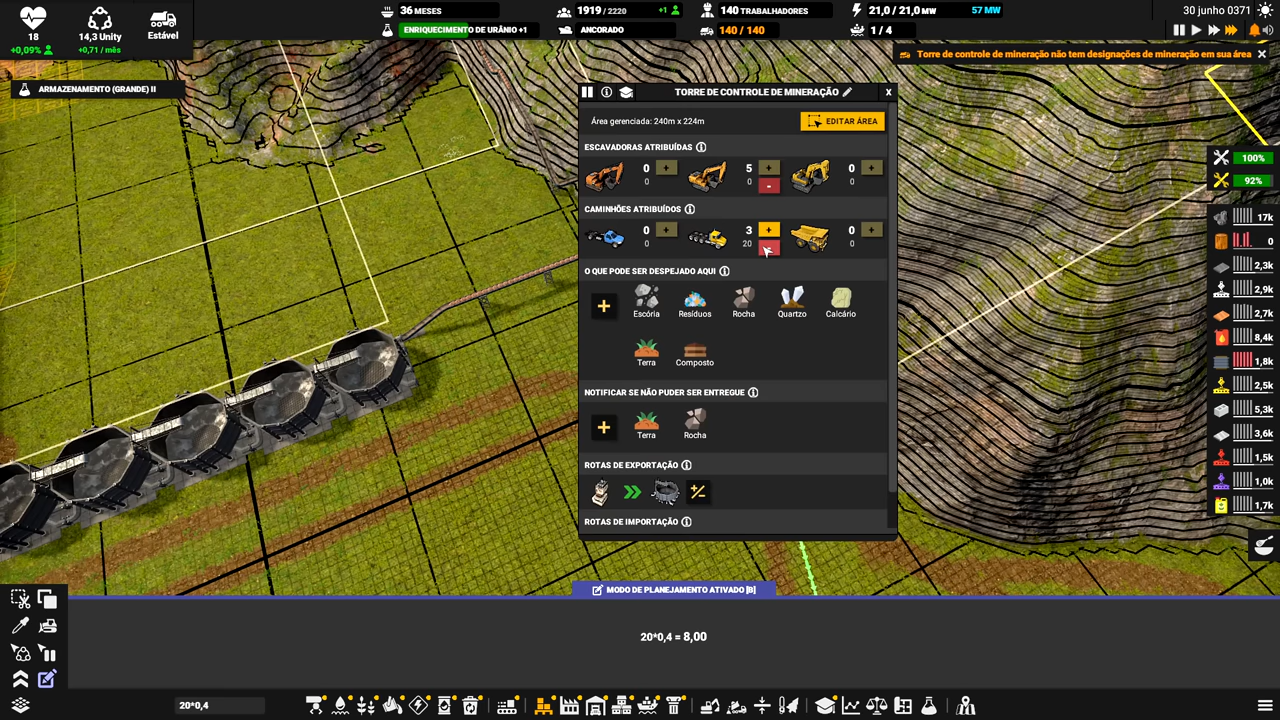 18
+0,09%
14,3 Unity
+0,71 / mês
Estável
36 MESES
ENRIQUECIMENTO DE URÂNIO +1
1919 / 2220 +1
ANCORADO
140 TRABALHADORES
140 / 140
21,0 / 21,0 MW 57 MW
1 / 4
30 junho 0371
Torre de controle de mineração não tem designações de mineração em sua área X
ARMAZENAMENTO (GRANDE) II
TORRE DE CONTROLE DE MINERAÇÃO X
Área gerenciada: 240m x 224m
EDITAR ÁREA
ESCAVADORAS ATRIBUÍDAS
0 + 5 + 0 +
0 0 - 0
CAMINHÕES ATRIBUÍDOS
0 + 3 + 0 +
0 20 0
O QUE PODE SER DESPEJADO AQUI
+ Escória Resíduos Rocha Quartzo Calcário
Terra Composto
NOTIFICAR SE NÃO PUDER SER ENTREGUE
+ Terra Rocha
ROTAS DE EXPORTAÇÃO
ROTAS DE IMPORTAÇÃO
100%
92%
17k
0
2,3k
2,9k
2,7k
8,4k
1,8k
2,5k
5,3k
3,6k
1,5k
1,0k
1,7k
MODO DE PLANEJAMENTO ATIVADO [B]
20*0,4 = 8,00
20*0,4